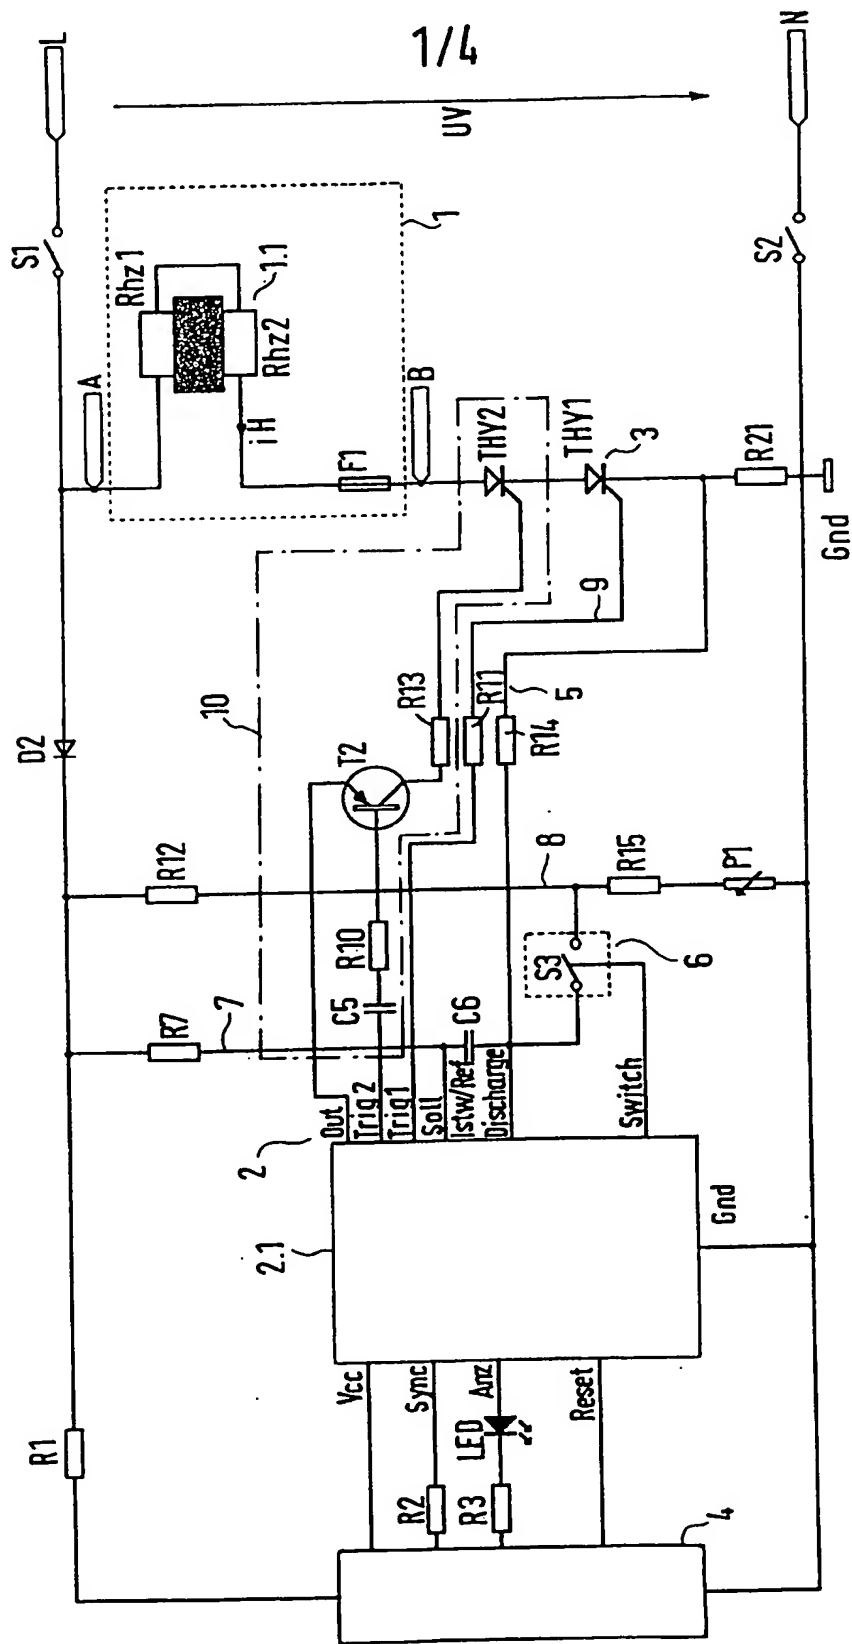 1/4
L
UV
N
S1
S2
Rhz1
1
1.1
Rhz2
A
iH
B
F1
THY2
THY1
3
R21
Gnd
9
D2
10
R13
R11
5
R14
T2
R12
8
R15
P1
R10
S3
6
R7
7
C5
C6
Out
Trig2
Trig1
Soll
Istw/Ref
Discharge
Switch
2
2.1
Gnd
Vcc
Sync
Anz
Reset
LED
R1
R2
R3
4